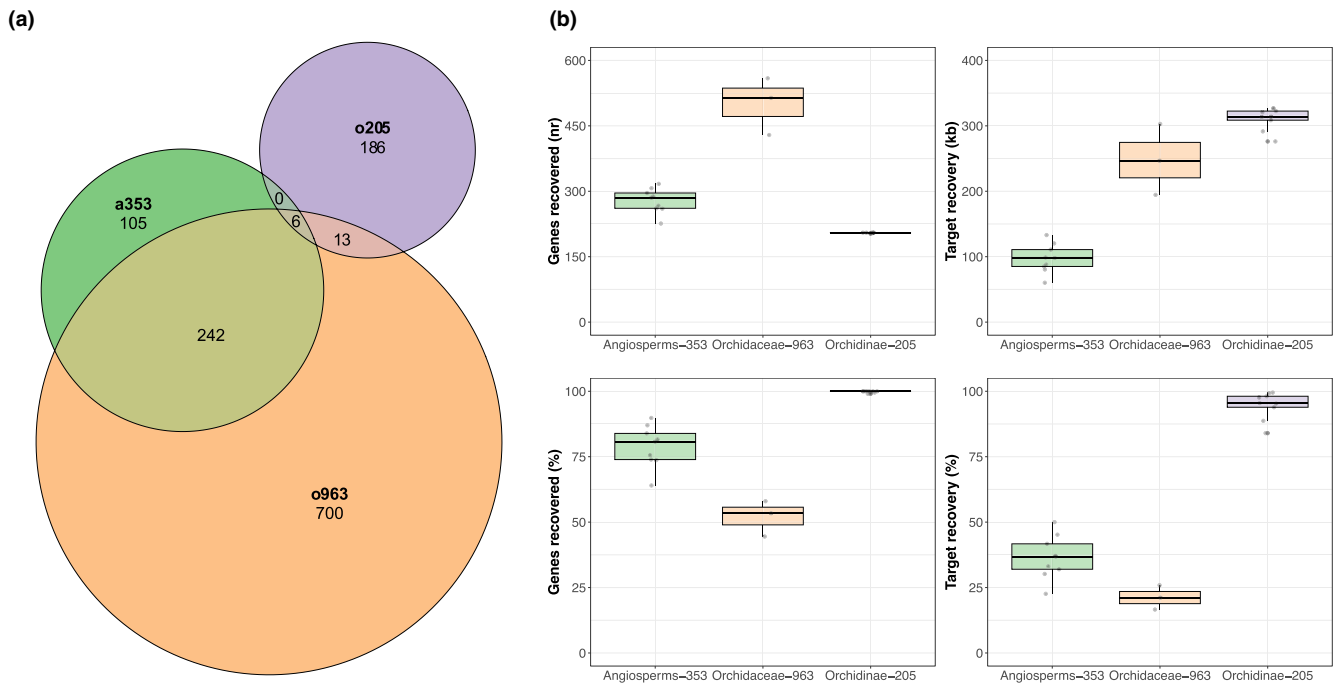 (a)
o205
186
a353
105
0
6
13
242
o963
700
(b)
Genes recovered (nr)
600
450
300
150
0
Angiosperms−353 Orchidaceae−963 Orchidinae−205
Target recovery (kb)
400
300
200
100
0
Angiosperms−353 Orchidaceae−963 Orchidinae−205
Genes recovered (%)
100
75
50
25
0
Angiosperms−353 Orchidaceae−963 Orchidinae−205
Target recovery (%)
100
75
50
25
0
Angiosperms−353 Orchidaceae−963 Orchidinae−205